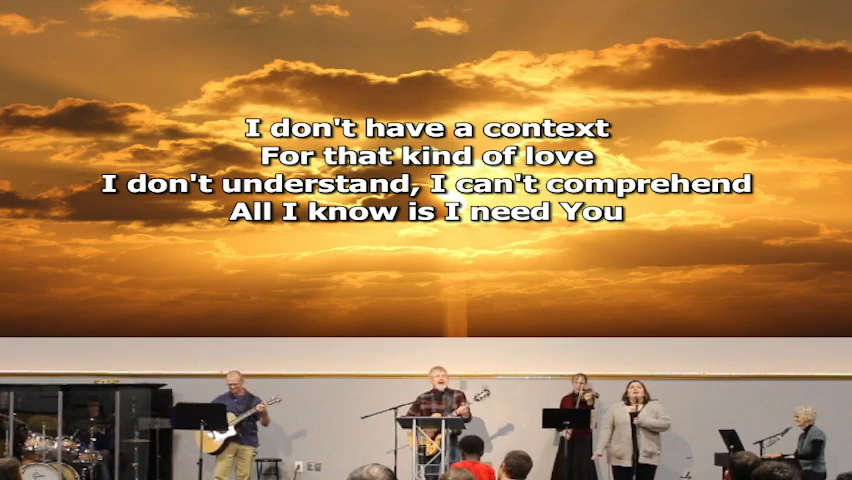 I don't have a context
For that kind of love
I don't understand, I can't comprehend
All I know is I need You